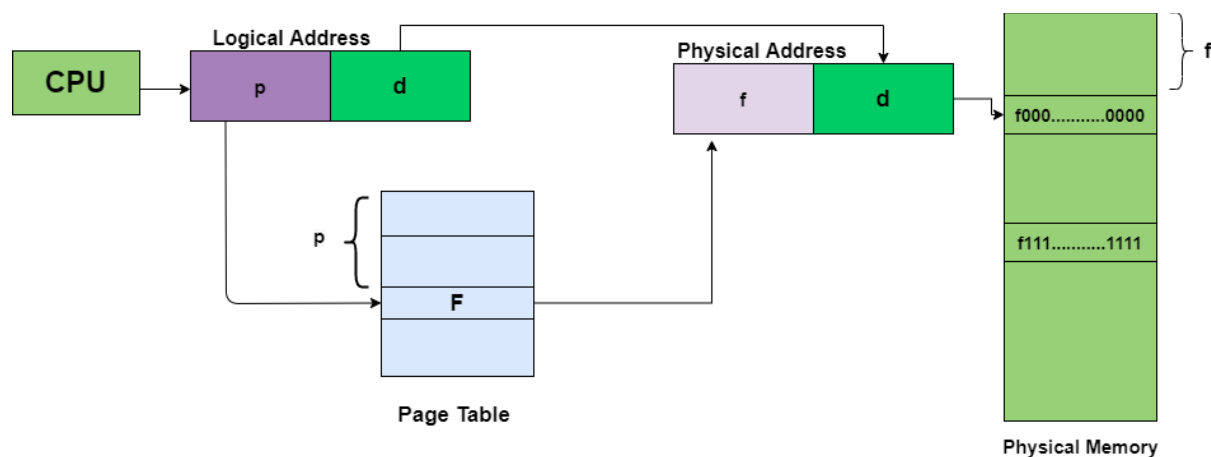 CPU
Logical Address
p
d
Physical Address
f
d
f
f000...........0000
f111...........1111
p
F
Page Table
Physical Memory